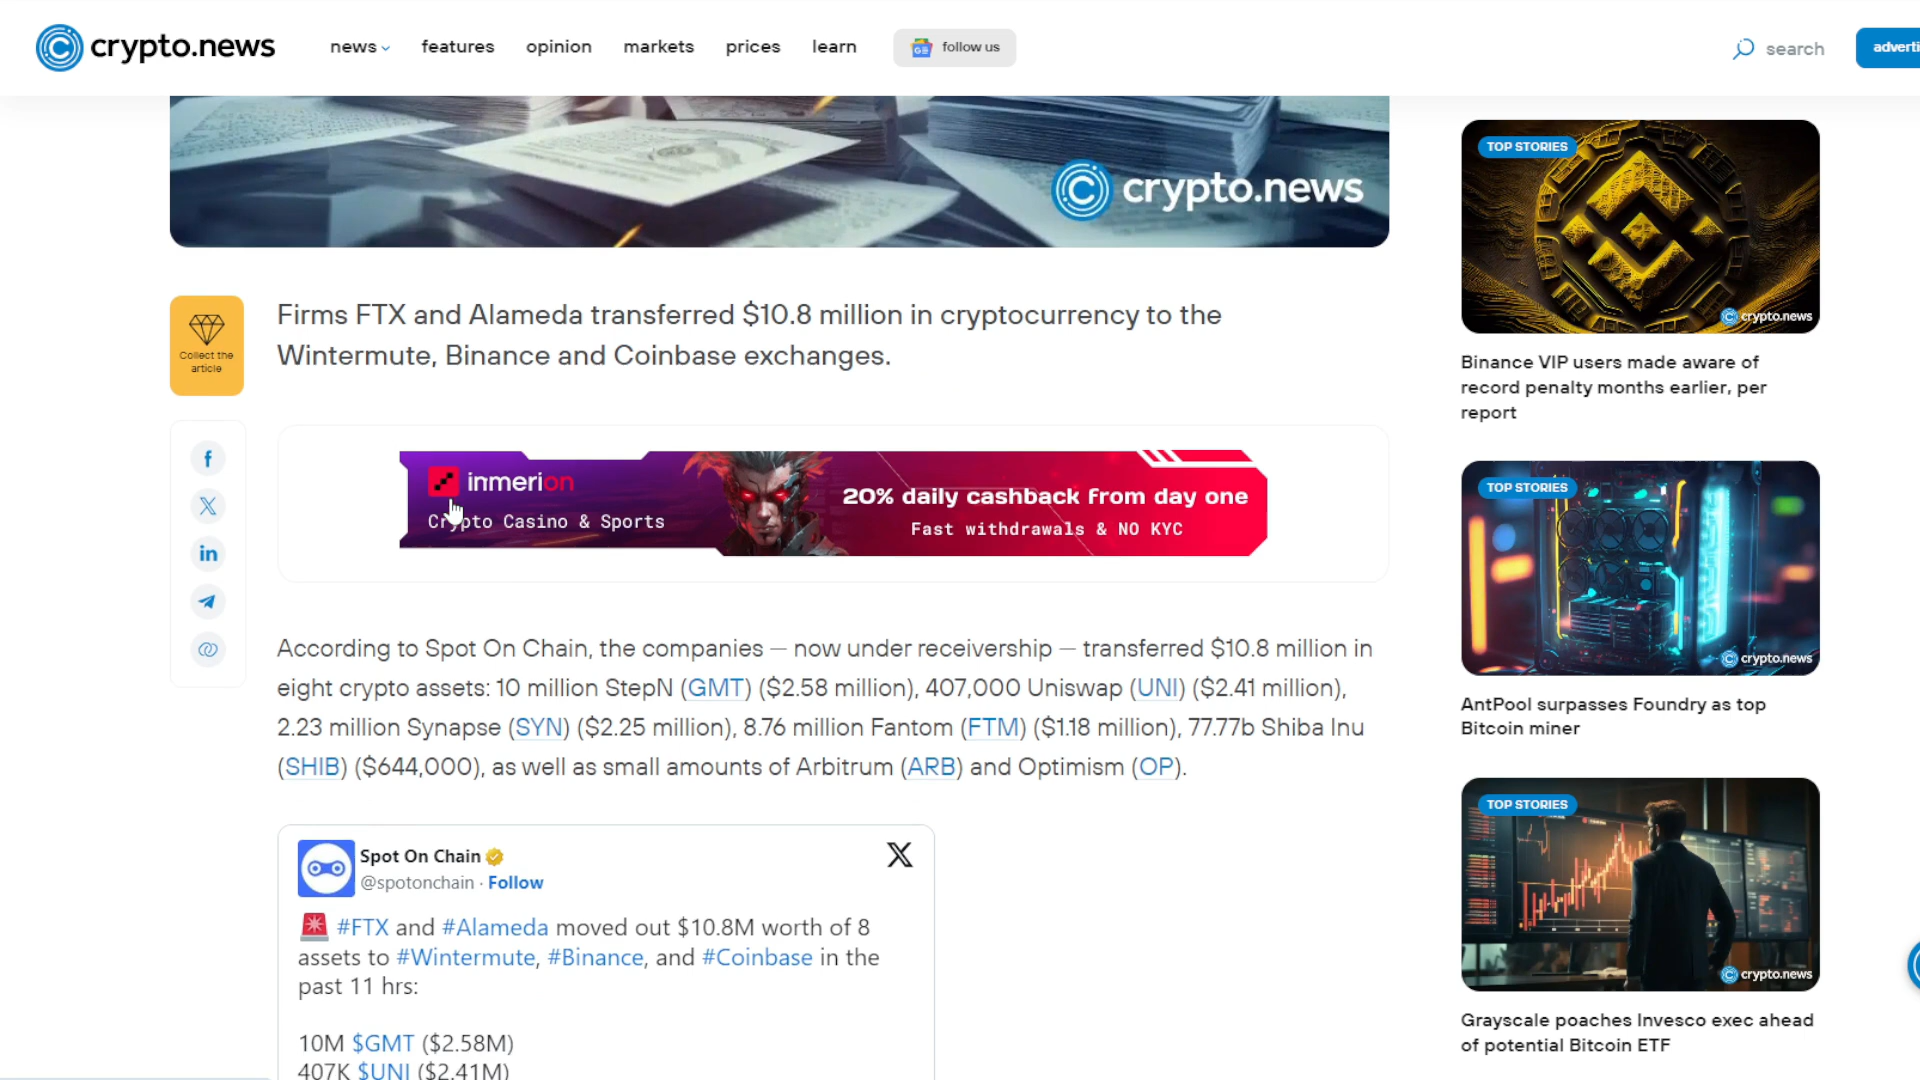 crypto.news
news
features
opinion
markets
prices
learn
follow us
search
adverti
crypto.news
Collect the
article
Firms FTX and Alameda transferred $10.8 million in cryptocurrency to the
Wintermute, Binance and Coinbase exchanges.
inmerion
Crypto Casino & Sports
20% daily cashback from day one
Fast withdrawals & NO KYC
According to Spot On Chain, the companies — now under receivership — transferred $10.8 million in
eight crypto assets: 10 million StepN (GMT) ($2.58 million), 407,000 Uniswap (UNI) ($2.41 million),
2.23 million Synapse (SYN) ($2.25 million), 8.76 million Fantom (FTM) ($1.18 million), 77.77b Shiba Inu
(SHIB) ($644,000), as well as small amounts of Arbitrum (ARB) and Optimism (OP).
Spot On Chain
@spotonchain · Follow
#FTX and #Alameda moved out $10.8M worth of 8
assets to #Wintermute, #Binance, and #Coinbase in the
past 11 hrs:
10M $GMT ($2.58M)
407K $UNI ($2.41M)
TOP STORIES
crypto.news
Binance VIP users made aware of
record penalty months earlier, per
report
TOP STORIES
crypto.news
AntPool surpasses Foundry as top
Bitcoin miner
TOP STORIES
crypto.news
Grayscale poaches Invesco exec ahead
of potential Bitcoin ETF